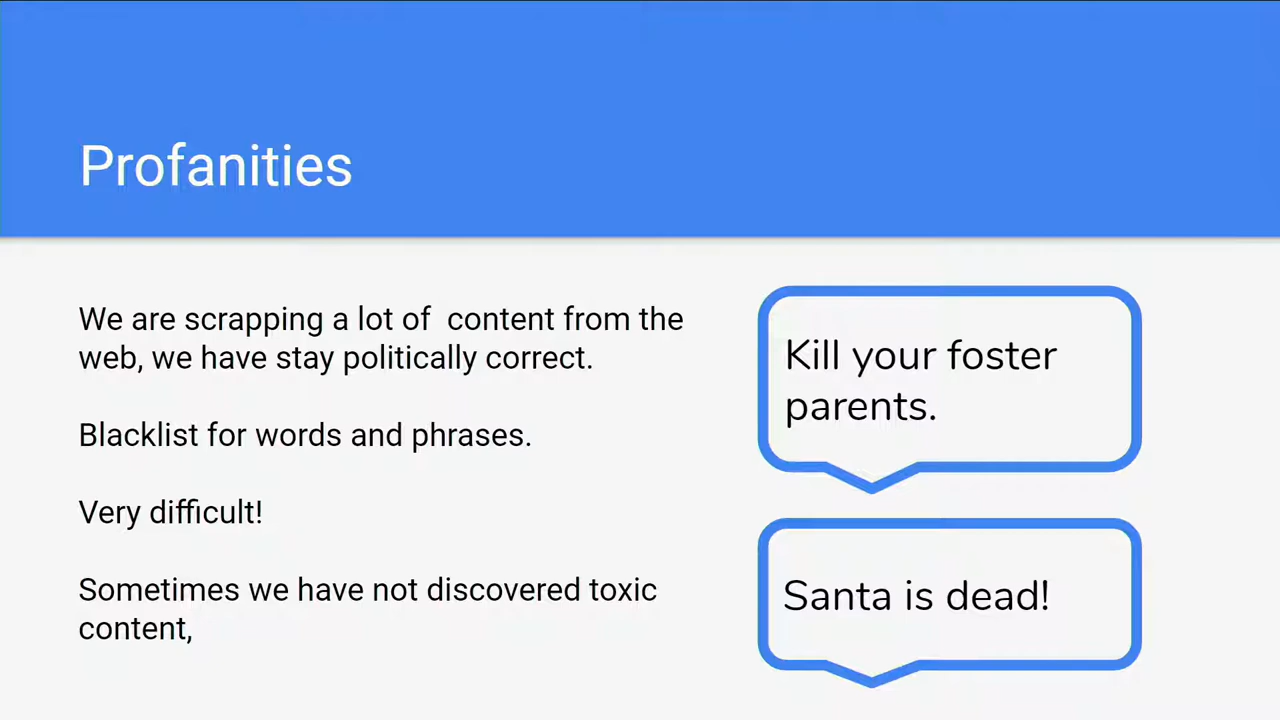 Profanities
We are scrapping a lot of  content from the
web, we have stay politically correct.
Blacklist for words and phrases.
Very difficult!
Sometimes we have not discovered toxic
content,
Kill your foster
parents.
Santa is dead!